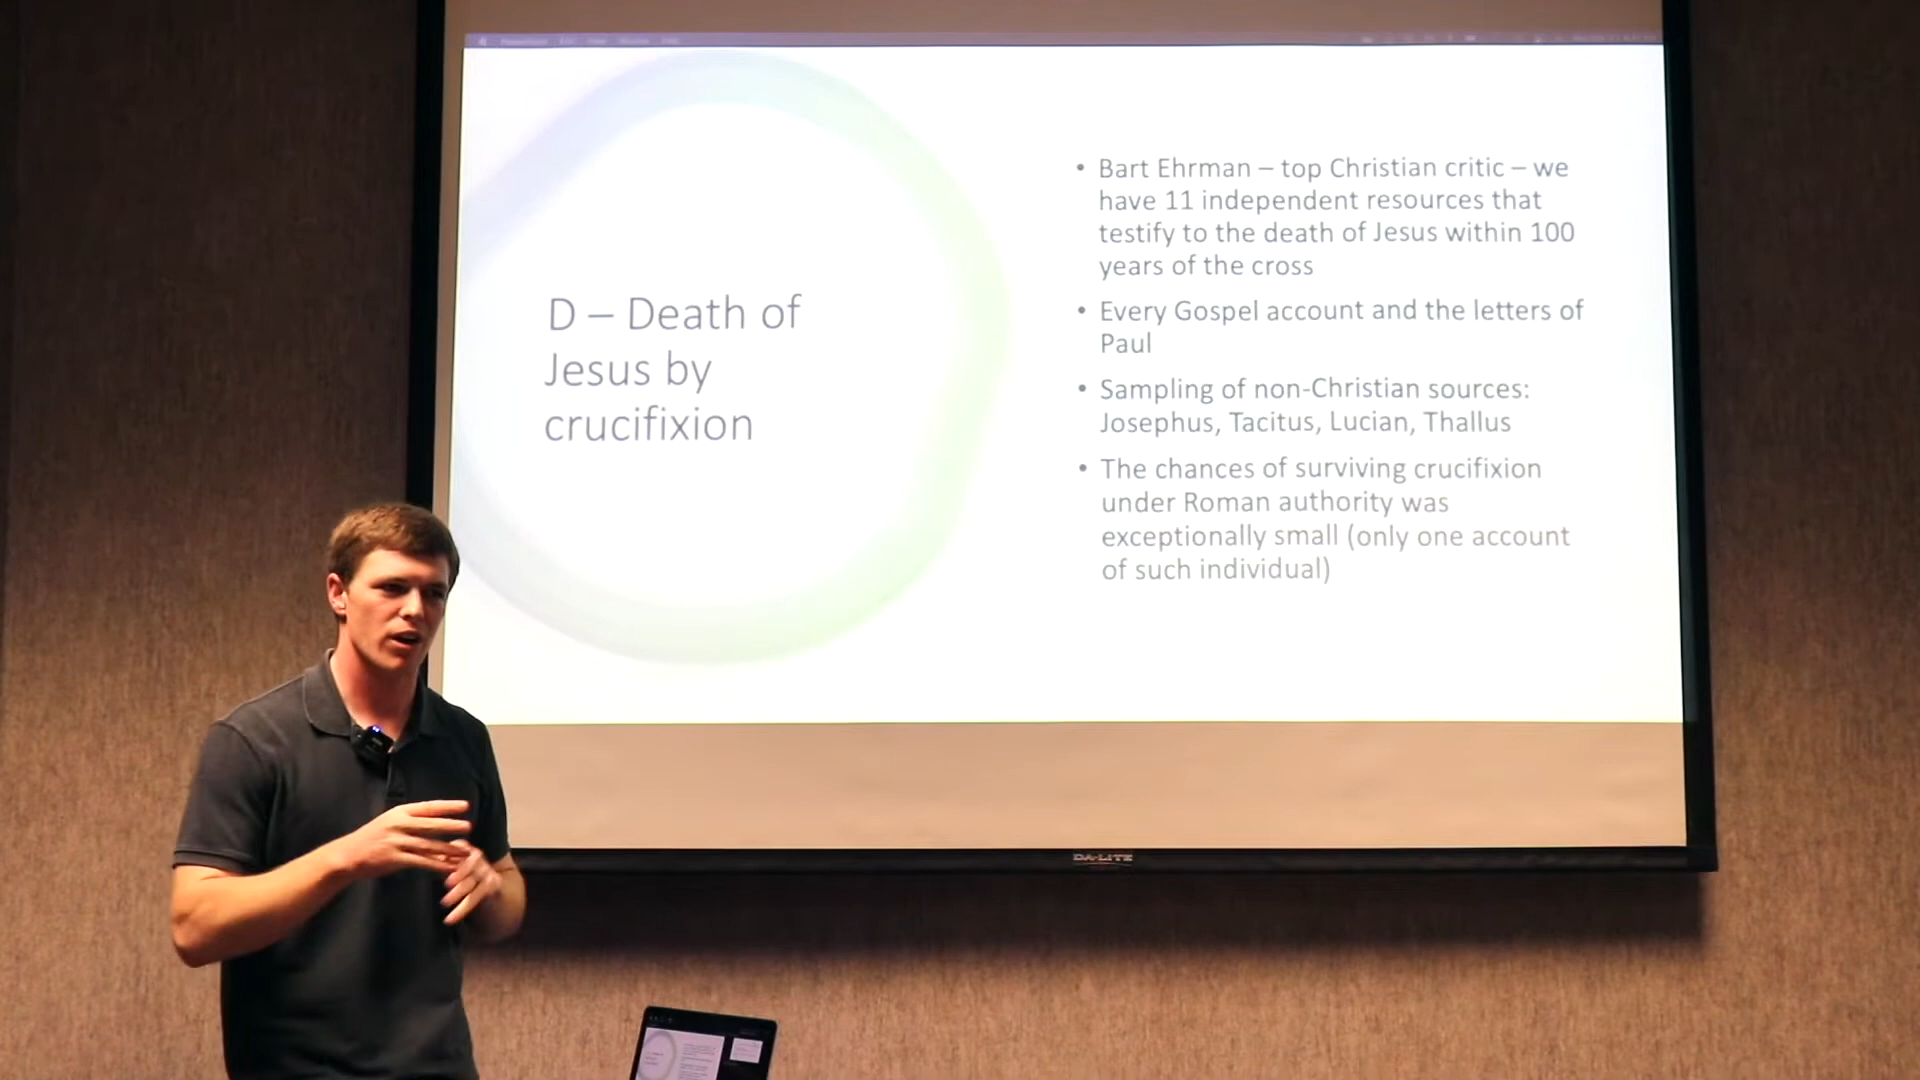 D – Death of
Jesus by
crucifixion
• Bart Ehrman – top Christian critic – we
have 11 independent resources that
testify to the death of Jesus within 100
years of the cross
• Every Gospel account and the letters of
Paul
• Sampling of non-Christian sources:
Josephus, Tacitus, Lucian, Thallus
• The chances of surviving crucifixion
under Roman authority was
exceptionally small (only one account
of such individual)
DA-LITE